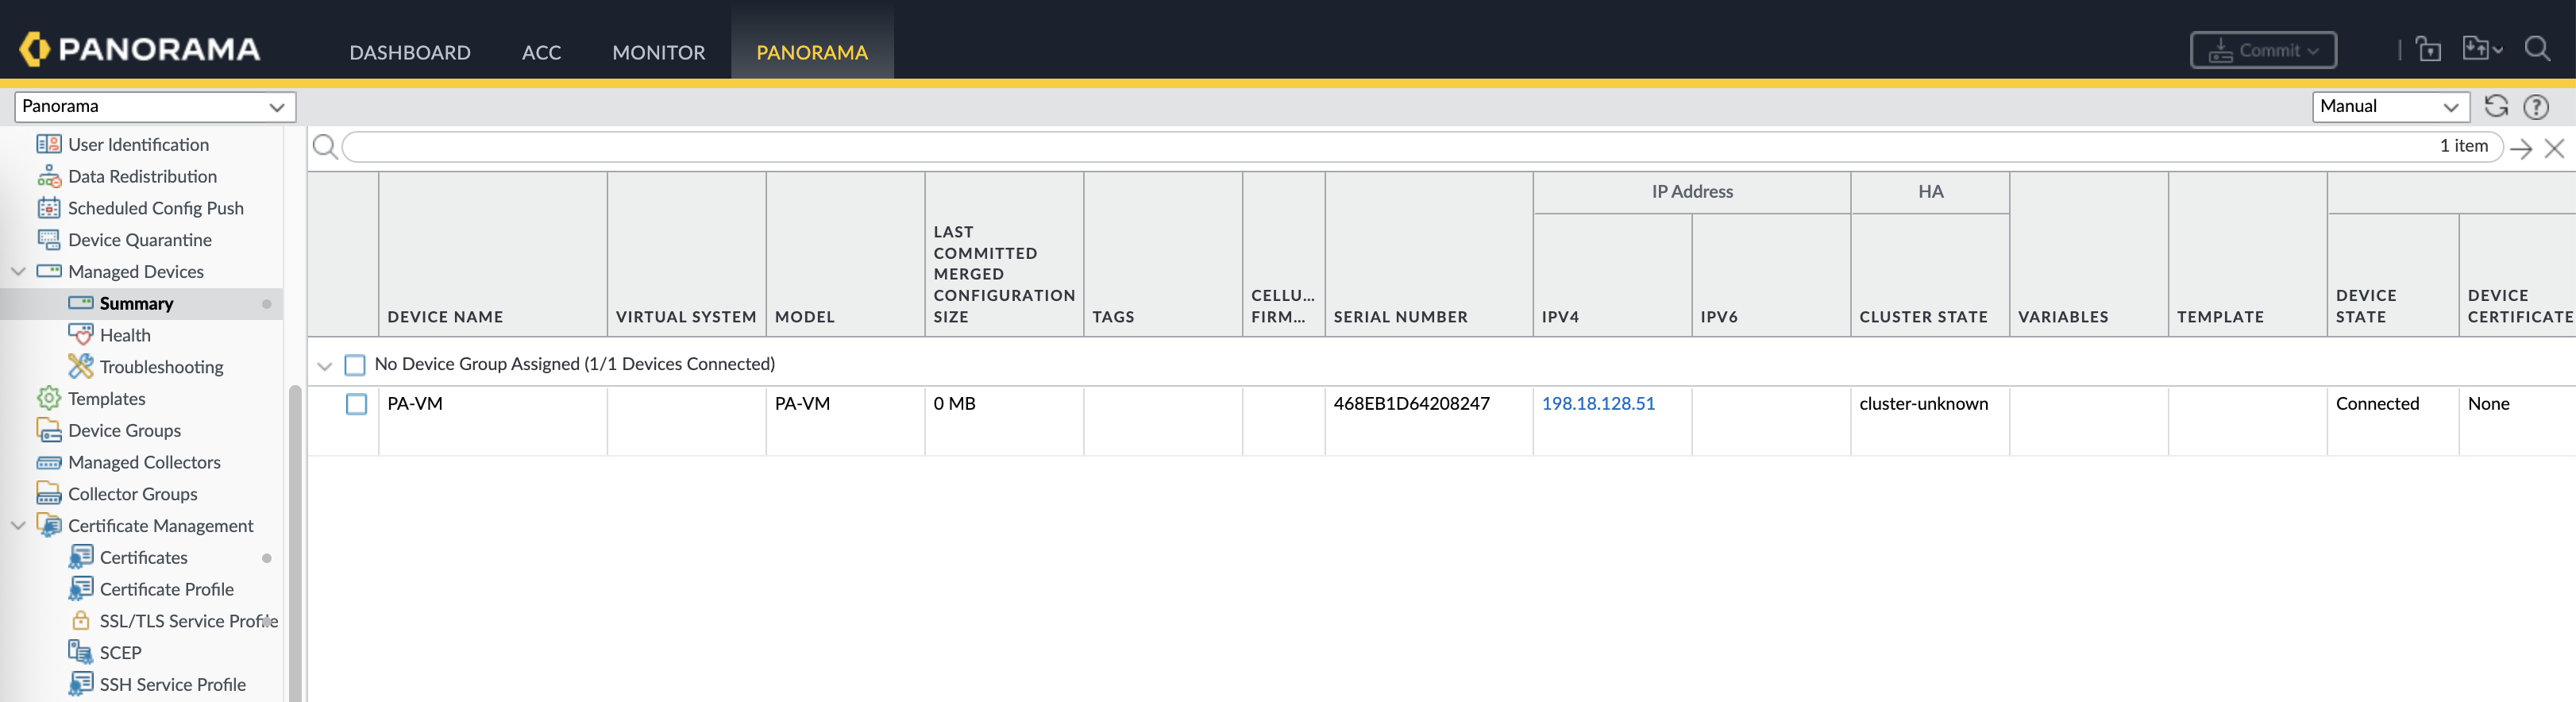 PANORAMA
DASHBOARD
ACC
MONITOR
PANORAMA
Commit
Panorama
Manual
User Identification
Data Redistribution
Scheduled Config Push
Device Quarantine
Managed Devices
Summary
Health
Troubleshooting
Templates
Device Groups
Managed Collectors
Collector Groups
Certificate Management
Certificates
Certificate Profile
SSL/TLS Service Profile
SCEP
SSH Service Profile
1 item
IP Address
HA
DEVICE NAME
VIRTUAL SYSTEM
MODEL
LAST
COMMITTED
MERGED
CONFIGURATION
SIZE
TAGS
CELLU...
FIRM...
SERIAL NUMBER
IPV4
IPV6
CLUSTER STATE
VARIABLES
TEMPLATE
DEVICE
STATE
DEVICE
CERTIFICATE
No Device Group Assigned (1/1 Devices Connected)
PA-VM
PA-VM
0 MB
468EB1D64208247
198.18.128.51
cluster-unknown
Connected
None